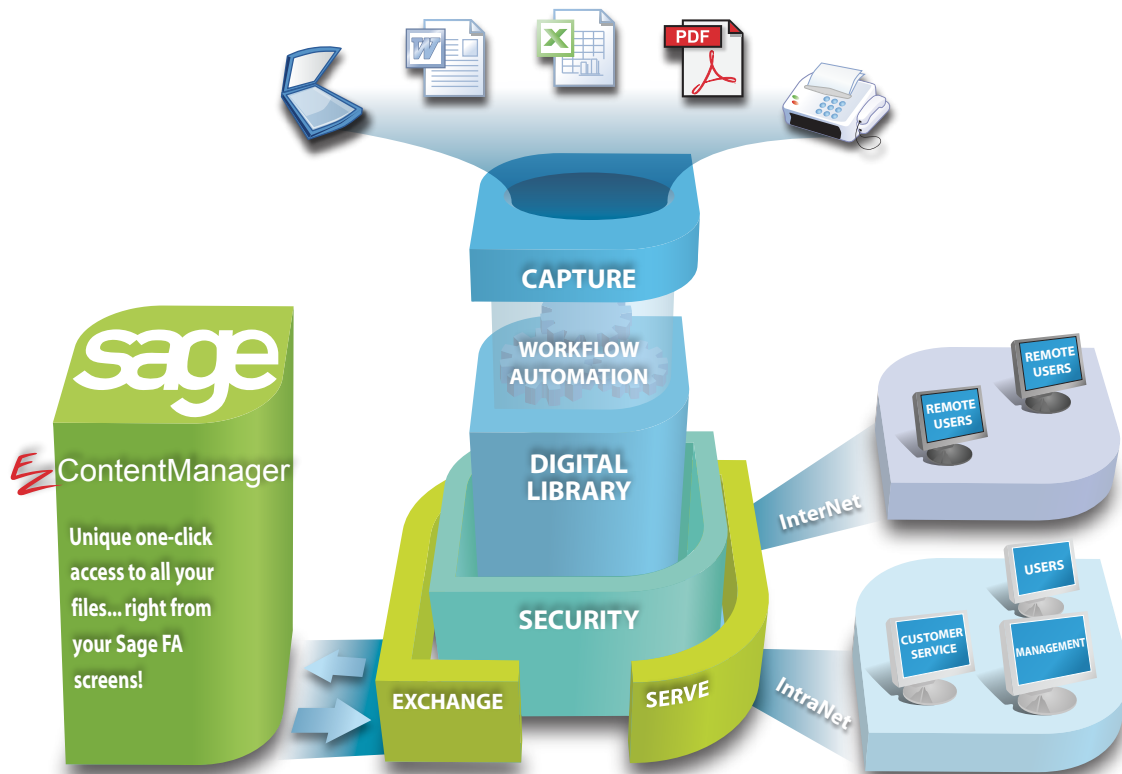 W
X
PDF
CAPTURE
WORKFLOW
AUTOMATION
DIGITAL
LIBRARY
SECURITY
EXCHANGE
SERVE
sage
EZ ContentManager
Unique one-click
access to all your
files... right from
your Sage FA
screens!
InterNet
REMOTE
USERS
REMOTE
USERS
IntraNet
USERS
CUSTOMER
SERVICE
MANAGEMENT